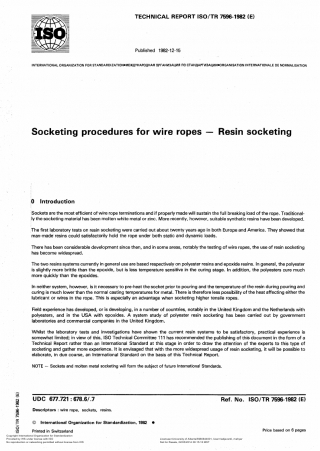 ISO
TECHNICAL REPORT ISO/TR 7596-1982 (E)
Published 1982-12-15
INTERNATIONAL ORGANIZATION FOR STANDARDIZATION•МЕЖДУНАРОДНАЯ ОРГАНИЗАЦИЯ ПО СТАНДАРТИЗАЦИИ•ORGANISATION INTERNATIONALE DE NORMALISATION
Socketing procedures for wire ropes — Resin socketing
0 Introduction
Sockets are the most efficient of wire rope terminations and if properly made will sustain the full breaking load of the rope. Traditional-
ly the socketing material has been molten white metal or zinc. More recently, however, suitable synthetic resins have been developed.
The first laboratory tests on resin socketing were carried out about twenty years ago in both Europe and America. They showed that
man-made resins could satisfactorily hold the rope under both static and dynamic loads.
There has been considerable development since then, and in some areas, notably the testing of wire ropes, the use of resin socketing
has become widespread.
The two resins systems currently in general use are based respectively on polyester resins and epoxide resins. In general, the polyester
is slightly more brittle than the epoxide, but is less temperature sensitive in the curing stage. In addition, the polyesters cure much
more quickly than the epoxides.
In neither system, however, is it necessary to pre-heat the socket prior to pouring and the temperature of the resin during pouring and
curing is much lower than the normal casting temperatures for metal. There is therefore less possibility of the heat affecting either the
lubricant or wires in the rope. This is especially an advantage when socketing higher tensile ropes.
Field experience has developed, or is developing, in a number of countries, notably in the United Kingdom and the Netherlands with
polyesters, and in the USA with epoxides. A system study of polyester resin socketing has been carried out by government
laboratories and commercial companies in the United Kingdom.
Whilst the laboratory tests and investigations have shown the current resin systems to be satisfactory, practical experience is
somewhat limited; in view of this, ISO Technical Committee 111 has recommended the publishing of this document in the form of a
Technical Report rather than an International Standard at this stage in order to draw the attention of the experts to this type of
socketing and gather more experience. It is envisaged that with the more widespread usage of resin socketing, it will be possible to
elaborate, in due course, an International Standard on the basis of this Technical Report.
NOTE — Sockets and molten metal socketing will form the subject of future International Standards.
UDC 677.721 : 678.6/.7
Ref. No. ISO/TR 7596-1982 (E)
Descriptors : wire rope, sockets, resins.
© International Organization for Standardization, 1982 •
Printed in Switzerland
Price based on 6 pages
ISO/TR 7596-1982 (E)